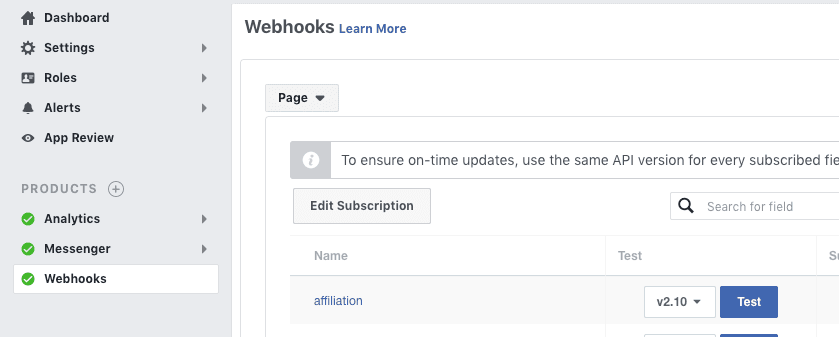 Dashboard
Settings
Roles
Alerts
App Review
PRODUCTS
Analytics
Messenger
Webhooks
Webhooks Learn More
Page
To ensure on-time updates, use the same API version for every subscribed
Edit Subscription
Search for field
Name Test
affiliation v2.10 Test